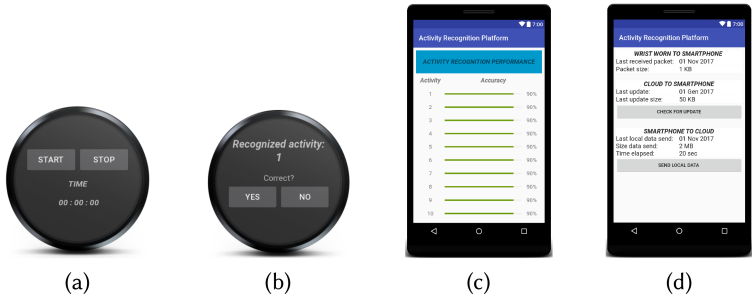 START STOP
TIME
00 : 00 : 00
(a)
Recognized activity:
1
Correct?
YES NO
(b)
7:00
Activity Recognition Platform
ACTIVITY RECOGNITION PERFORMANCE
Activity Accuracy
1 90%
2 90%
3 90%
4 90%
5 90%
6 90%
7 90%
8 90%
9 90%
10 90%
(c)
7:00
Activity Recognition Platform
WRIST WORN TO SMARTPHONE
Last received packet: 01 Nov 2017
Packet size: 1 KB
CLOUD TO SMARTPHONE
Last update: 01 Gen 2017
Last update size: 50 KB
CHECK FOR UPDATE
SMARTPHONE TO CLOUD
Last local data send: 01 Nov 2017
Size data send: 2 MB
Time elapsed: 20 sec
SEND LOCAL DATA
(d)